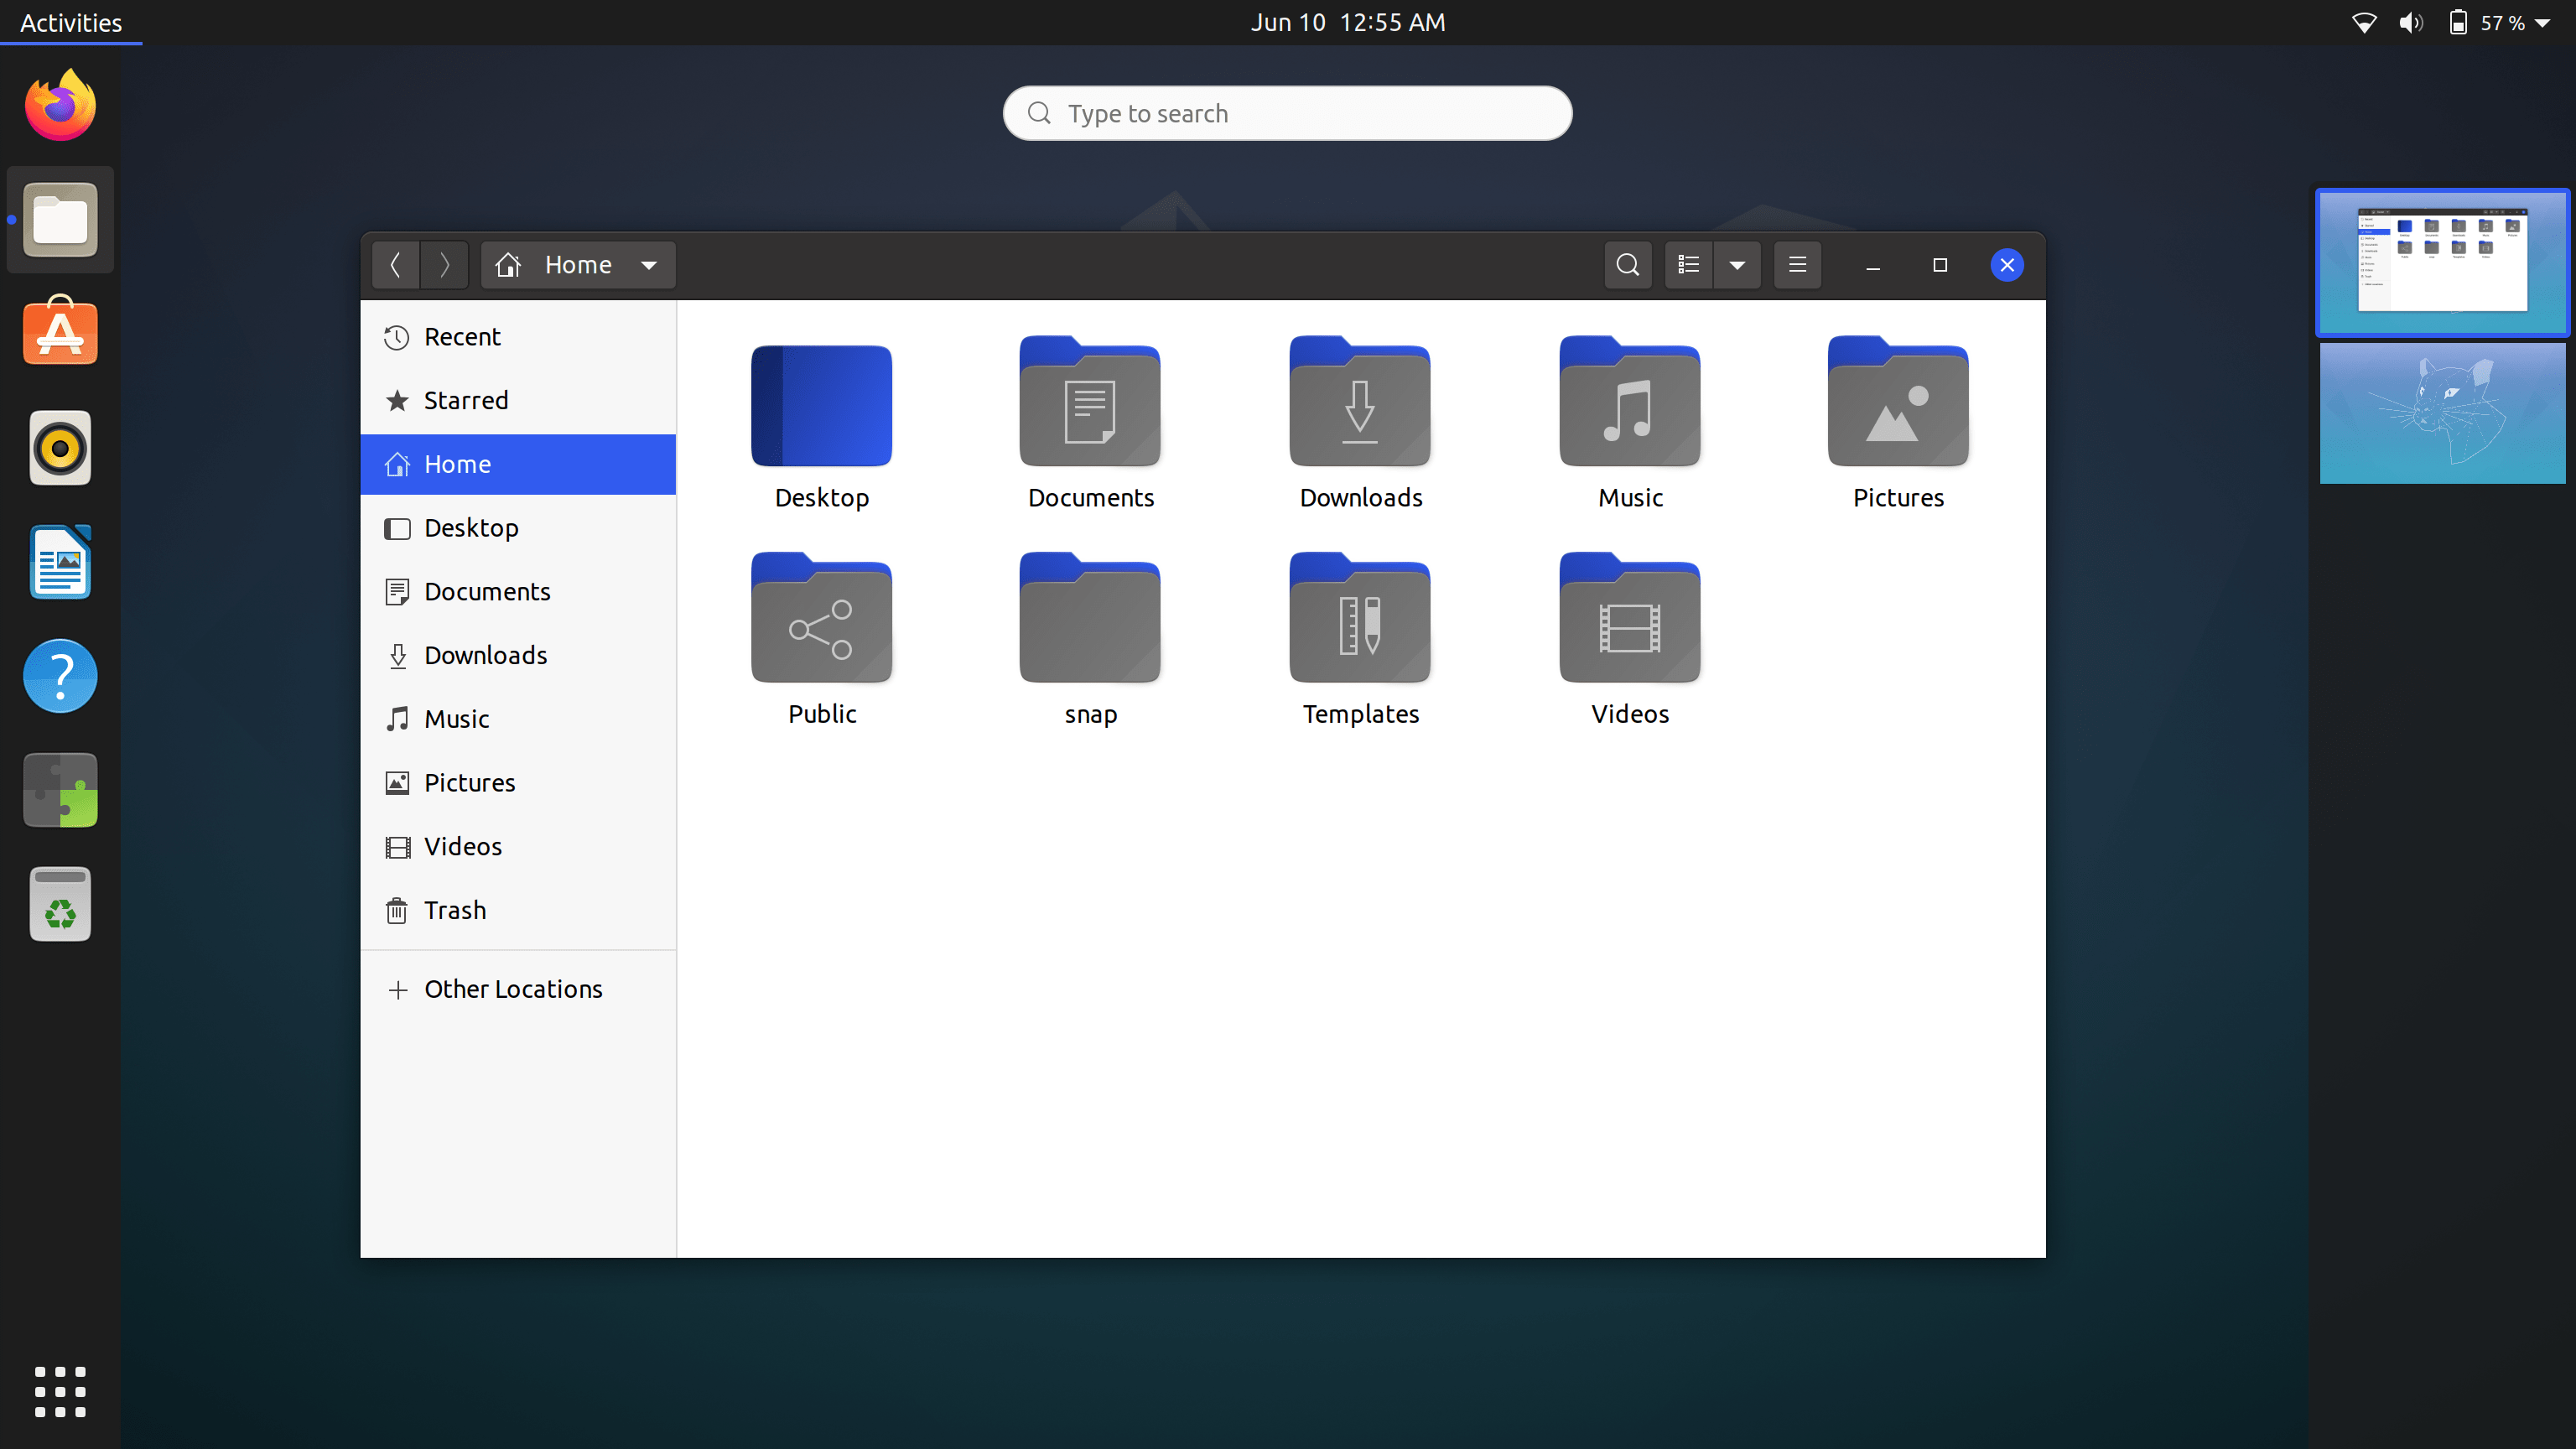 Activities
Jun 10 12:55 AM
57 %
Type to search
Home
Recent
Starred
Home
Desktop
Documents
Downloads
Music
Pictures
Videos
Trash
Other Locations
Desktop
Documents
Downloads
Music
Pictures
Public
snap
Templates
Videos